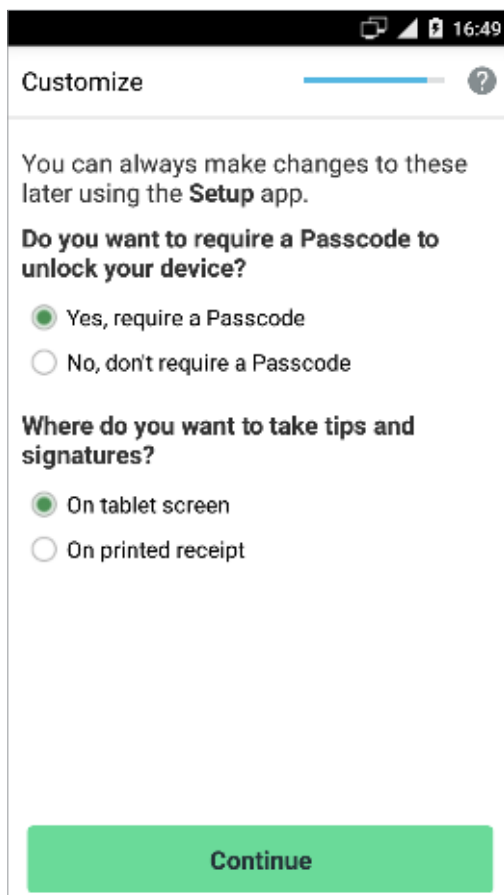 16:49
Customize
?
You can always make changes to these
later using the Setup app.
Do you want to require a Passcode to
unlock your device?
Yes, require a Passcode
No, don't require a Passcode
Where do you want to take tips and
signatures?
On tablet screen
On printed receipt
Continue